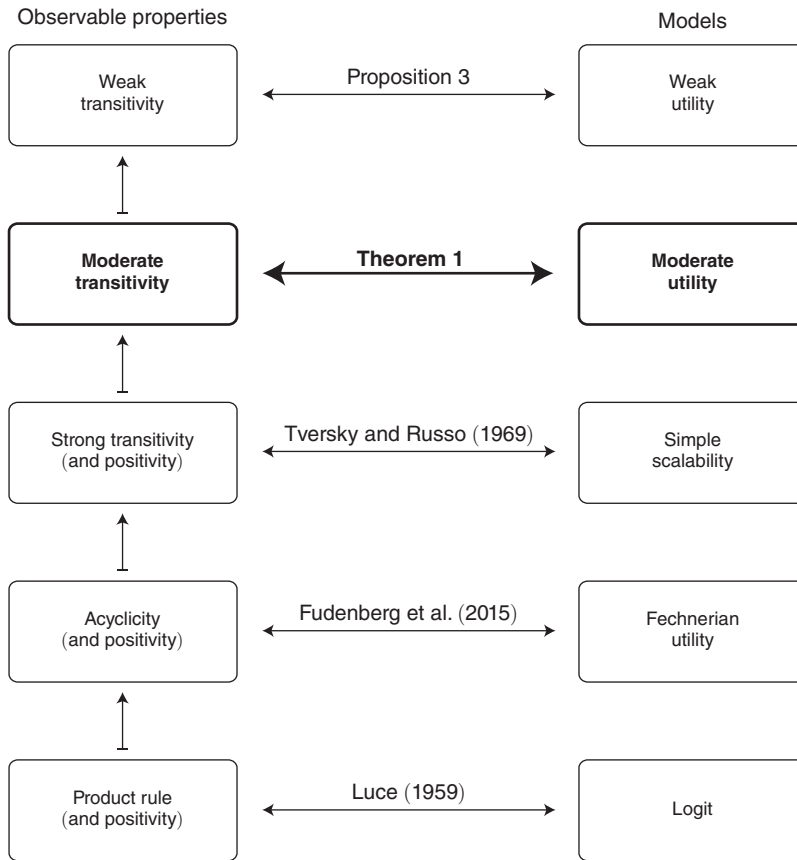 Observable properties
Models
Weak
transitivity
Proposition 3
Weak
utility
Moderate
transitivity
Theorem 1
Moderate
utility
Strong transitivity
(and positivity)
Tversky and Russo (1969)
Simple
scalability
Acyclicity
(and positivity)
Fudenberg et al. (2015)
Fechnerian
utility
Product rule
(and positivity)
Luce (1959)
Logit